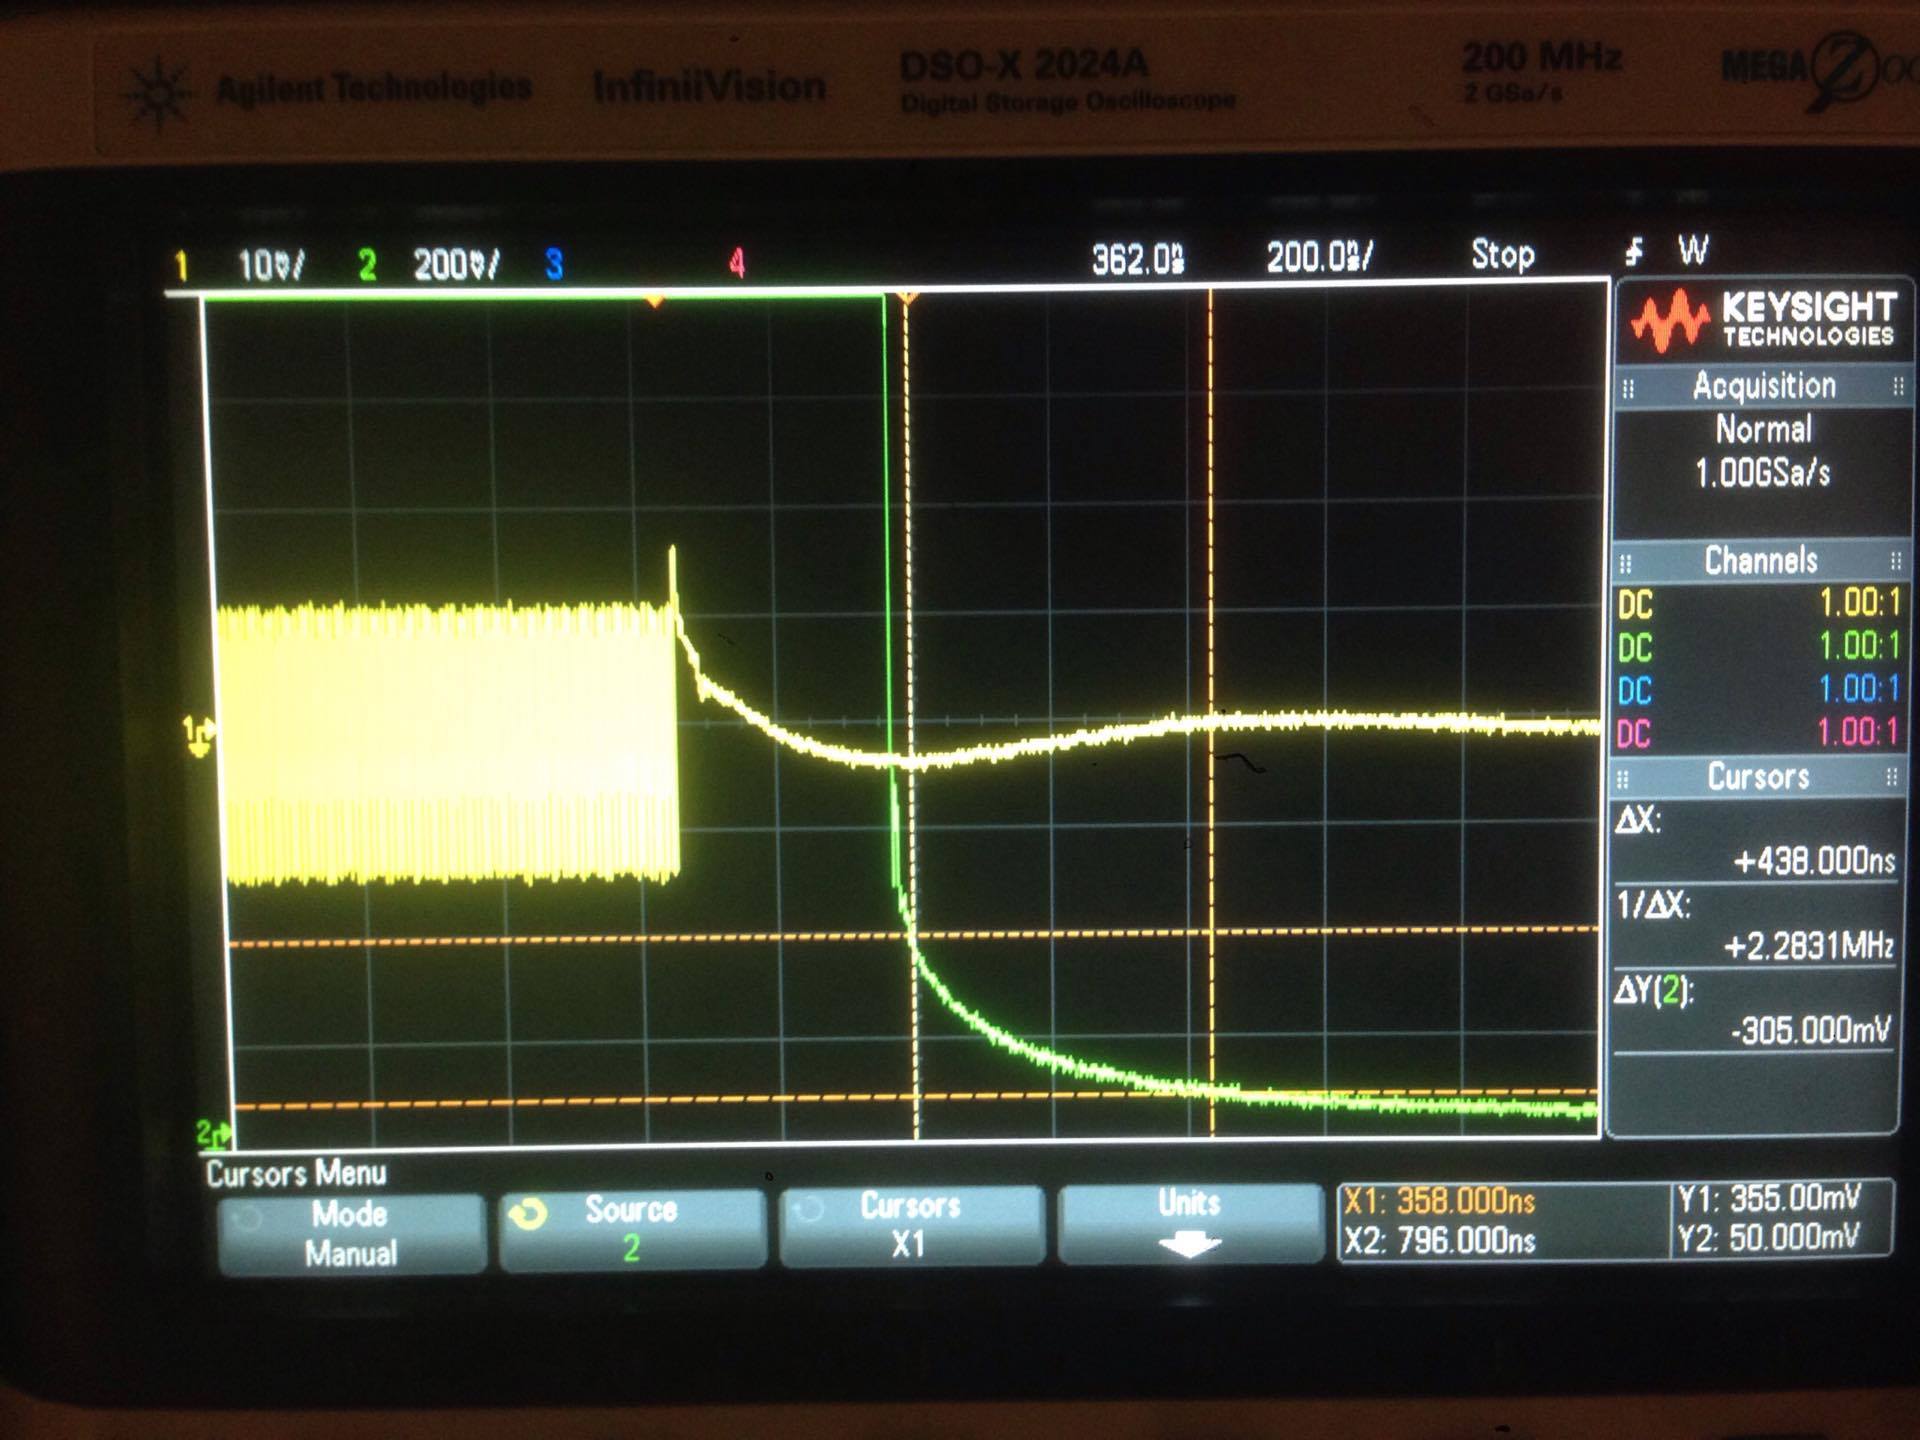 Agilent Technologies InfiniiVision DSO-X 2024A 200 MHz MEGA Zoo
Digital Storage Oscilloscope 2 GSa/s
1 10V/ 2 200V/ 3 4 362.0ns 200.0ns/ Stop W
KEYSIGHT
TECHNOLOGIES
Acquisition
Normal
1.00GSa/s
Channels
DC 1.00:1
DC 1.00:1
DC 1.00:1
DC 1.00:1
Cursors
ΔX:
+438.000ns
1/ΔX:
+2.2831MHz
ΔY(2):
-305.000mV
1
2
Cursors Menu
Mode
Manual
Source
2
Cursors
X1
Units
X1: 358.000ns
X2: 796.000ns
Y1: 355.00mV
Y2: 50.000mV